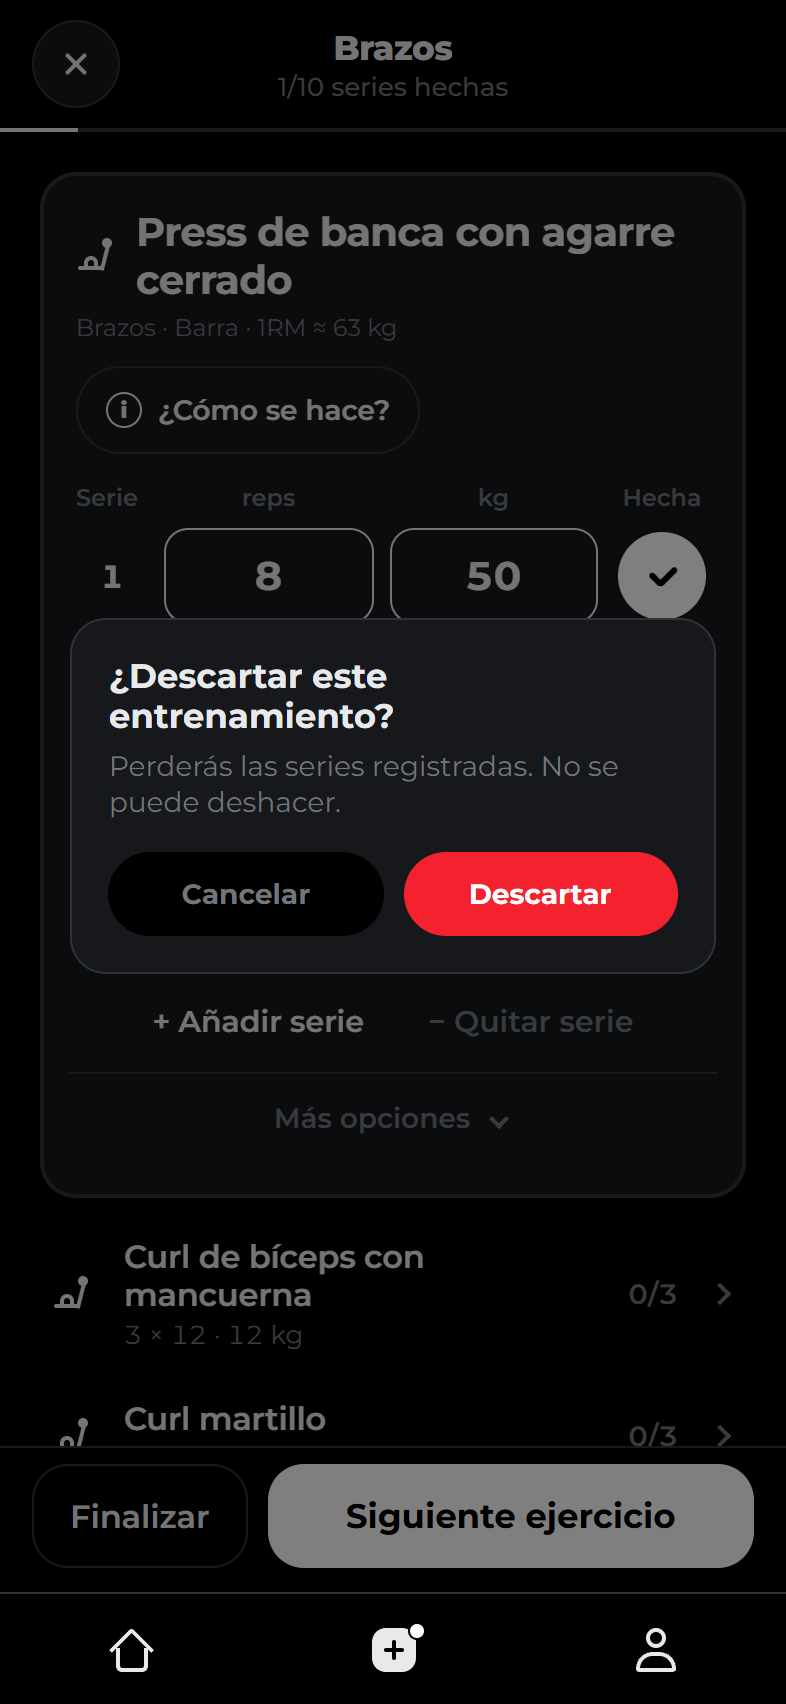 Brazos
1/10 series hechas
Press de banca con agarre
cerrado
Brazos · Barra · 1RM ≈ 63 kg
¿Cómo se hace?
Serie reps kg Hecha
1 8 50
¿Descartar este
entrenamiento?
Perderás las series registradas. No se
puede deshacer.
Cancelar Descartar
+ Añadir serie − Quitar serie
Más opciones
Curl de bíceps con
mancuerna
0/3
3 × 12 · 12 kg
Curl martillo
0/3
Finalizar Siguiente ejercicio